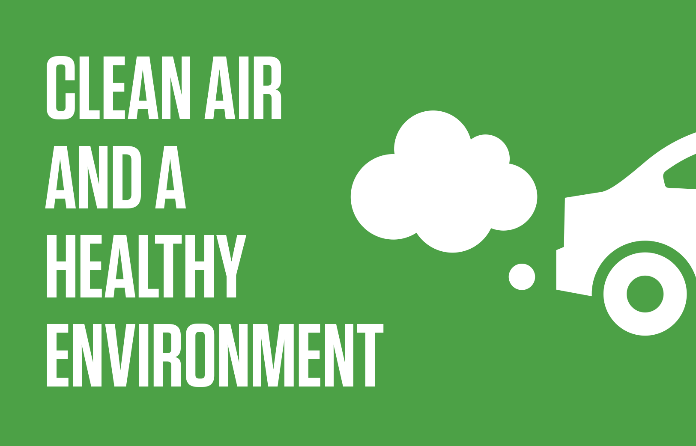 CLEAN AIR
AND A
HEALTHY
ENVIRONMENT